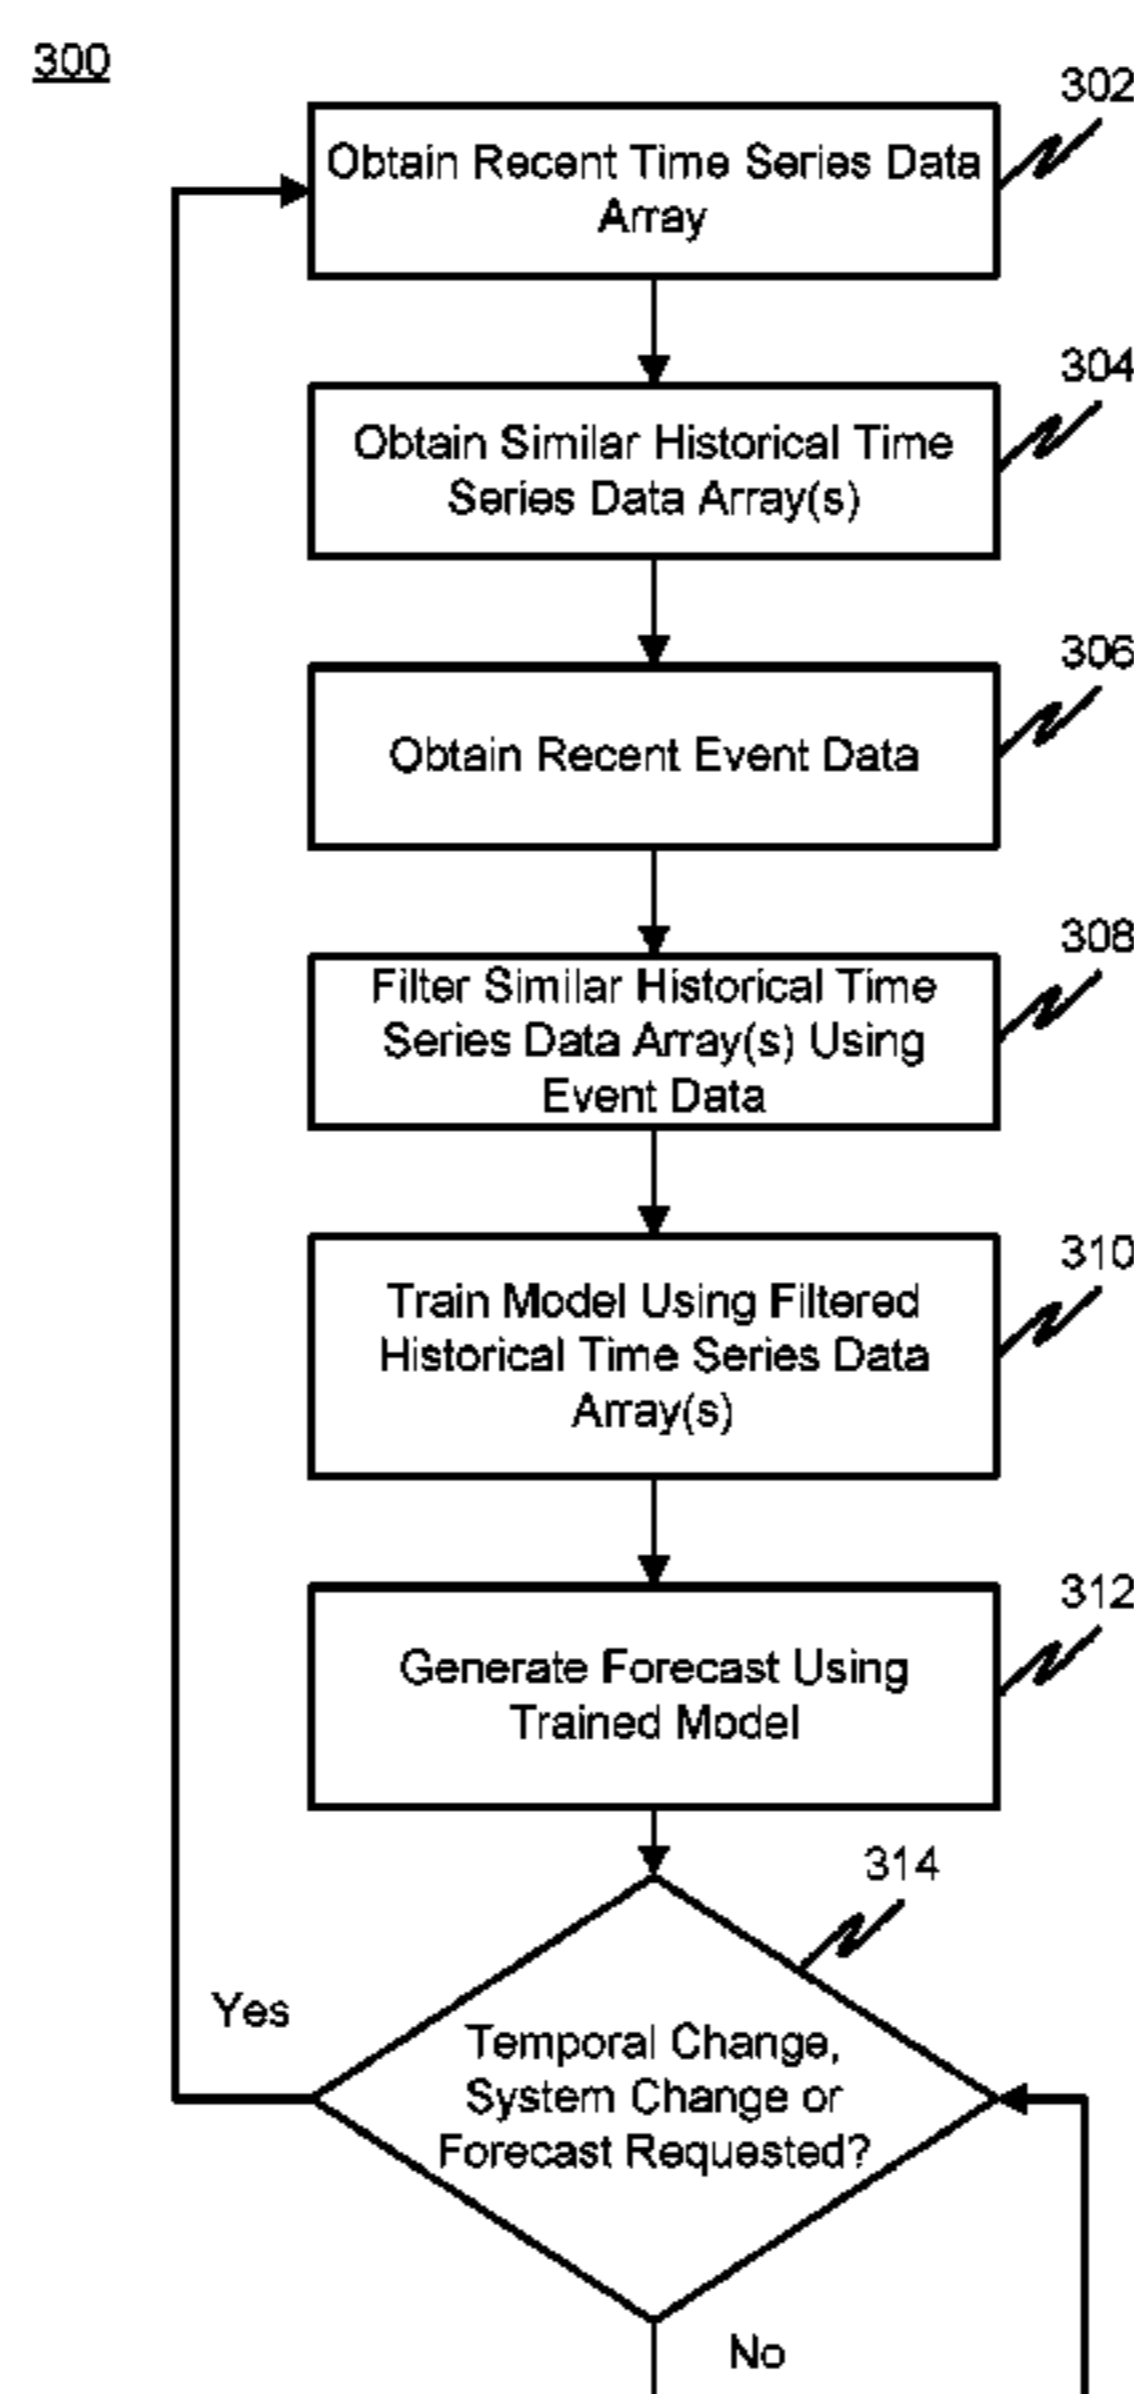 300
302
Obtain Recent Time Series Data
Array
304
Obtain Similar Historical Time
Series Data Array(s)
306
Obtain Recent Event Data
308
Filter Similar Historical Time
Series Data Array(s) Using
Event Data
310
Train Model Using Filtered
Historical Time Series Data
Array(s)
312
Generate Forecast Using
Trained Model
314
Yes
Temporal Change,
System Change or
Forecast Requested?
No